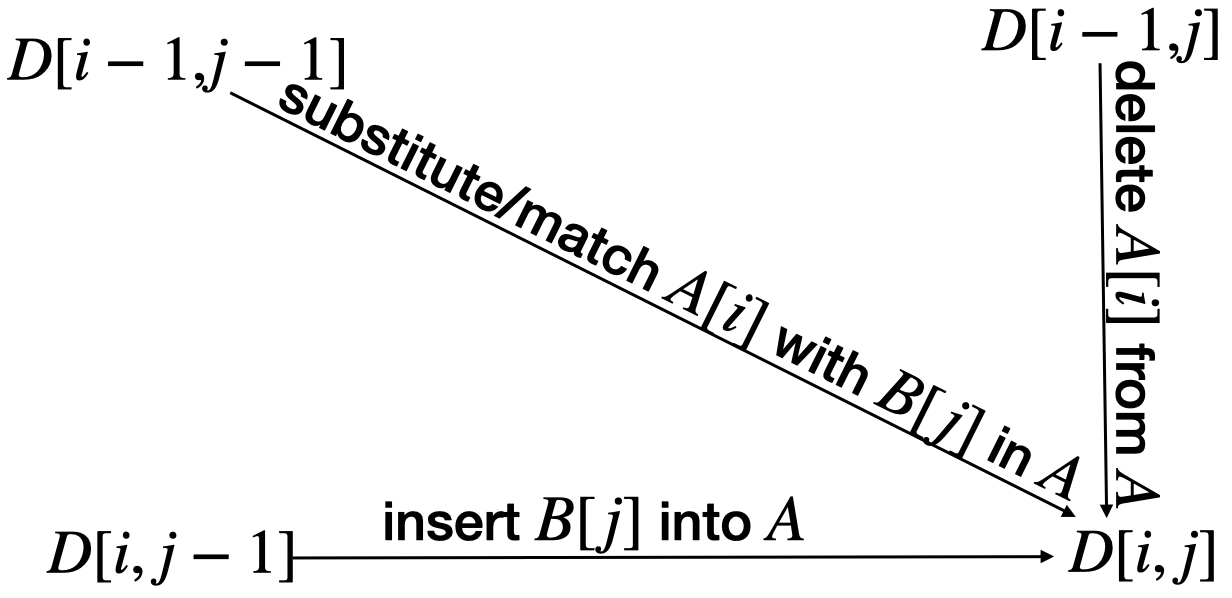 D[i − 1,j − 1]
D[i − 1,j]
substitute/match A[i] with B[j] in A
delete A[i] from A
insert B[j] into A
D[i, j − 1]
D[i, j]